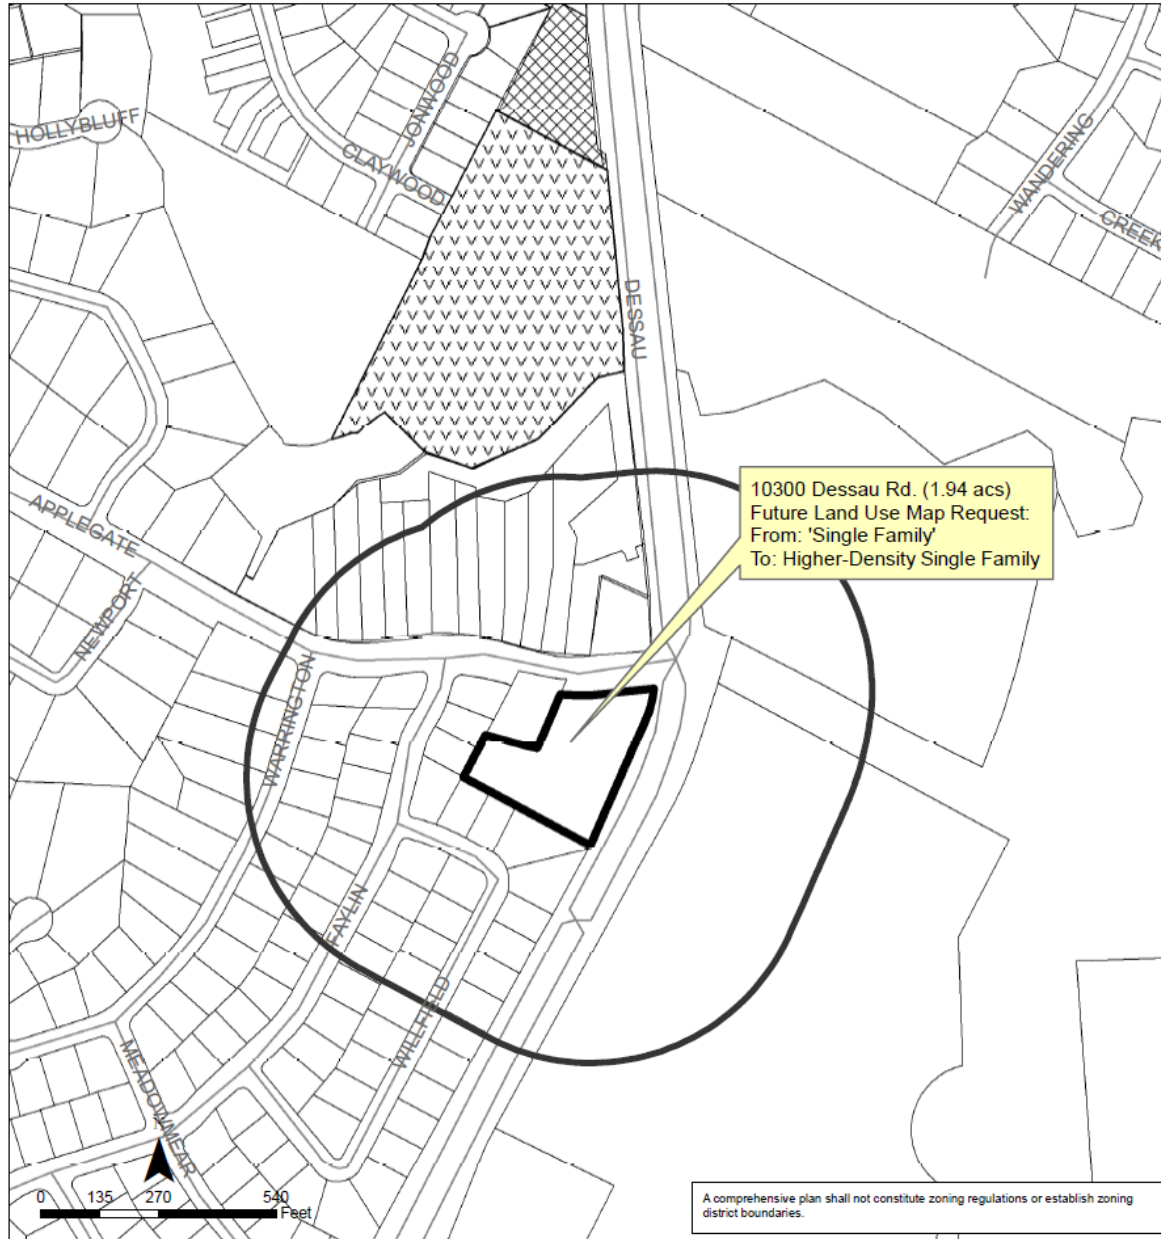 HOLLYBLUFF
JONWOOD
CLAYWOOD
WANDERING
CREEK
DESSAU
10300 Dessau Rd. (1.94 acs)
Future Land Use Map Request:
From: 'Single Family'
To: Higher-Density Single Family
APPLEGATE
NEWPORT
WARRINGTON
FAYLIN
WILLFIELD
MEADOWMEAR
0 135 270 540
Feet
A comprehensive plan shall not constitute zoning regulations or establish zoning
district boundaries.